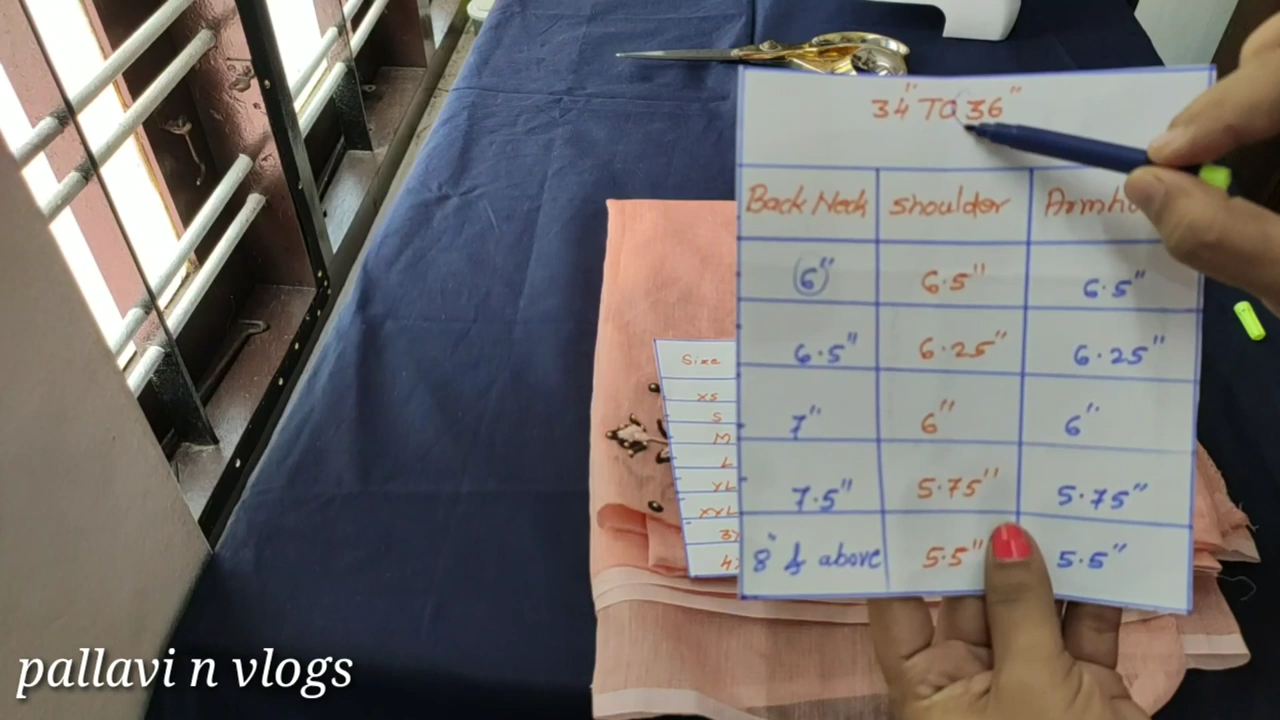 34" TO 36"
Back Neck shoulder
6" 6.5" 6.5"
6.5" 6.25" 6.25"
7" 6" 6"
7.5" 5.75" 5.75"
8" & above 5.5" 5.5"
Size
XS
S
M
L
XL
XXL
pallavi n vlogs